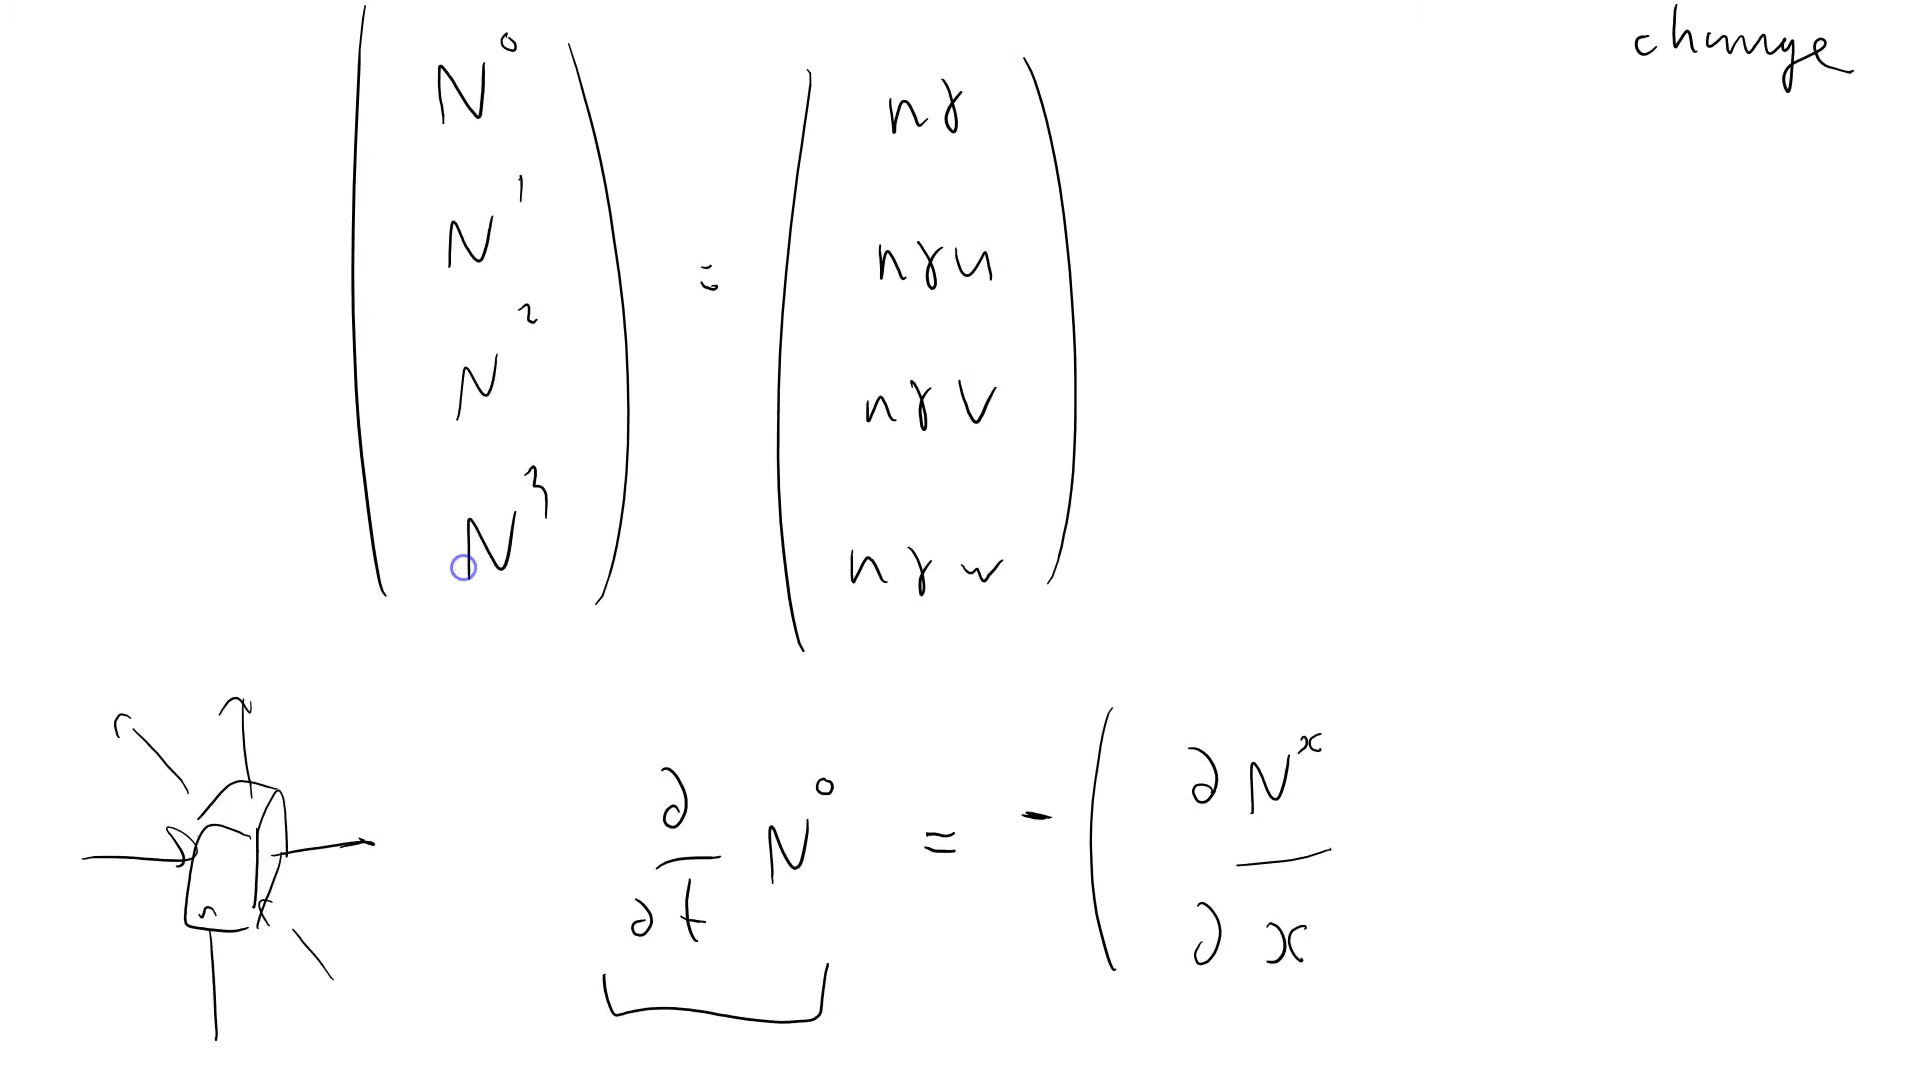 change
N⁰ nγ
N¹ = nγu
N² nγv
N³ nγw
∂/∂t N⁰ = - ( ∂N^x/∂x